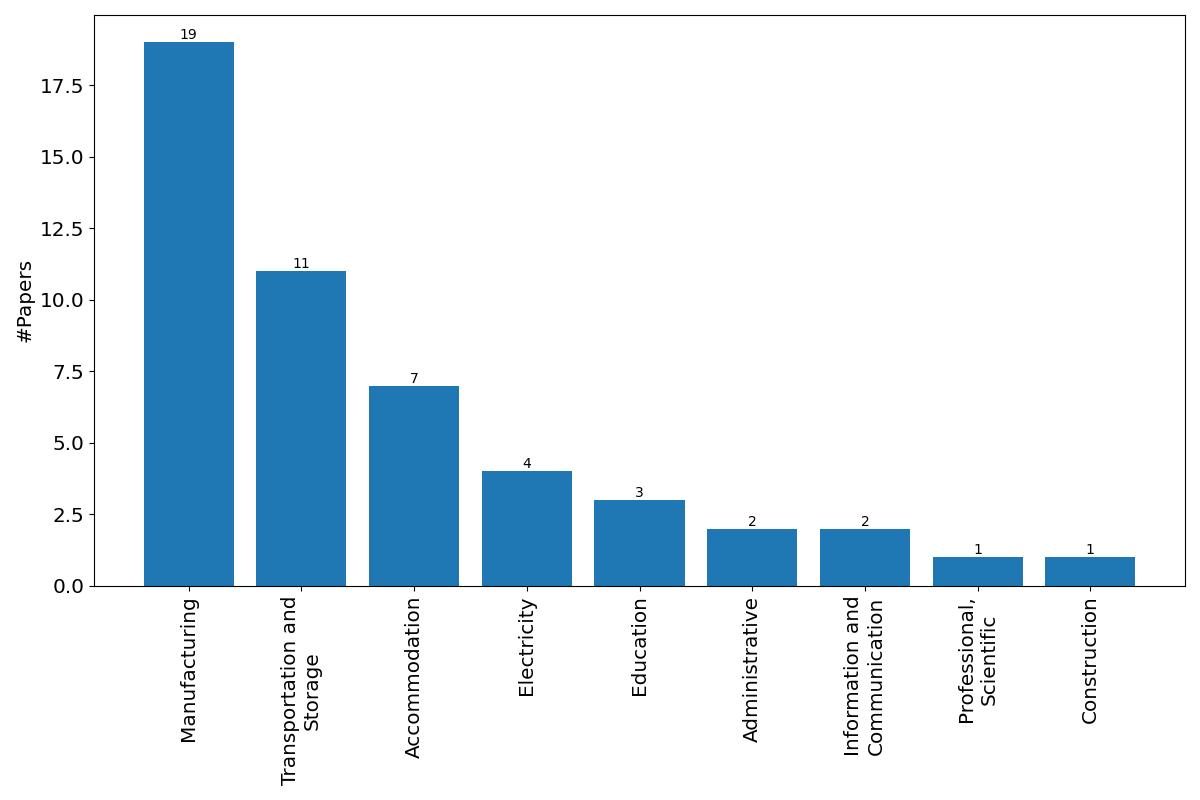 #Papers
17.5
15.0
12.5
10.0
7.5
5.0
2.5
0.0
19
11
7
4
3
2
2
1
1
Manufacturing
Transportation and
Storage
Accommodation
Electricity
Education
Administrative
Information and
Communication
Professional,
Scientific
Construction